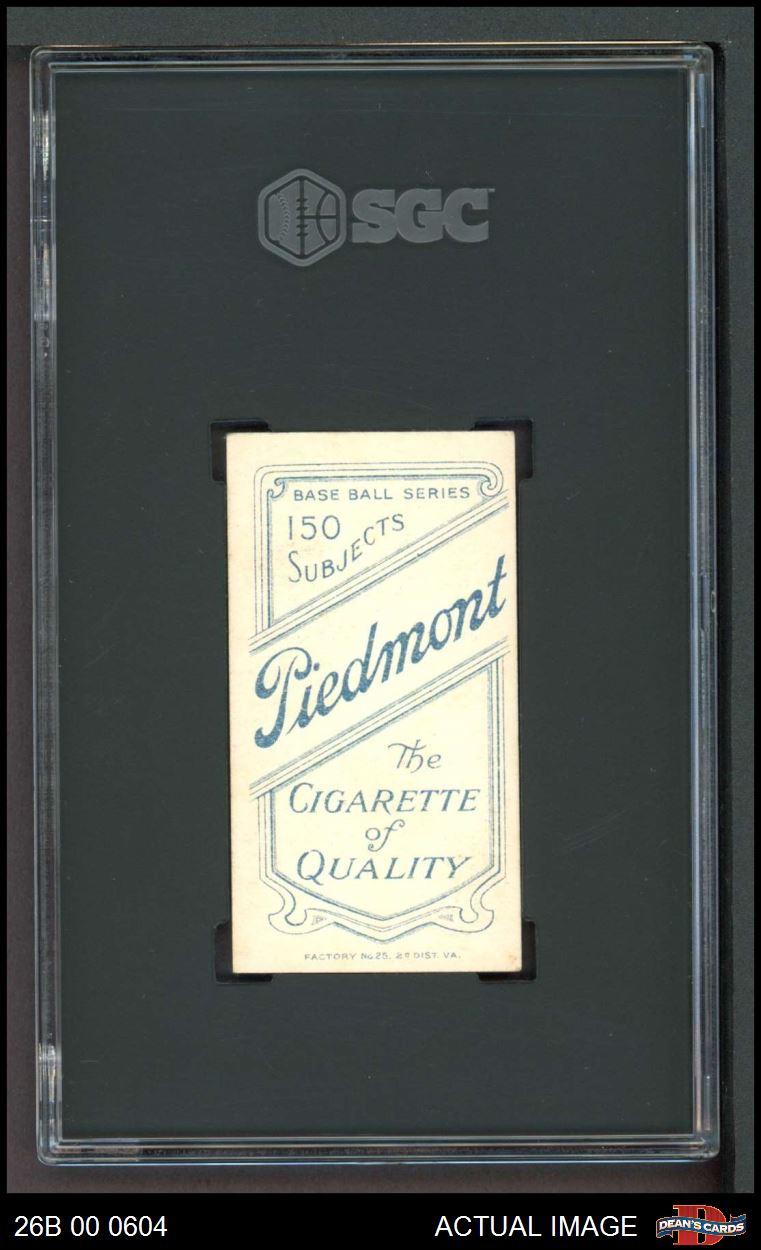 SGC
BASE BALL SERIES
150
SUBJECTS
Piedmont
The
CIGARETTE
of
QUALITY
FACTORY No 25. 2D DIST. VA.
26B 00 0604
ACTUAL IMAGE
DEAN'S CARDS